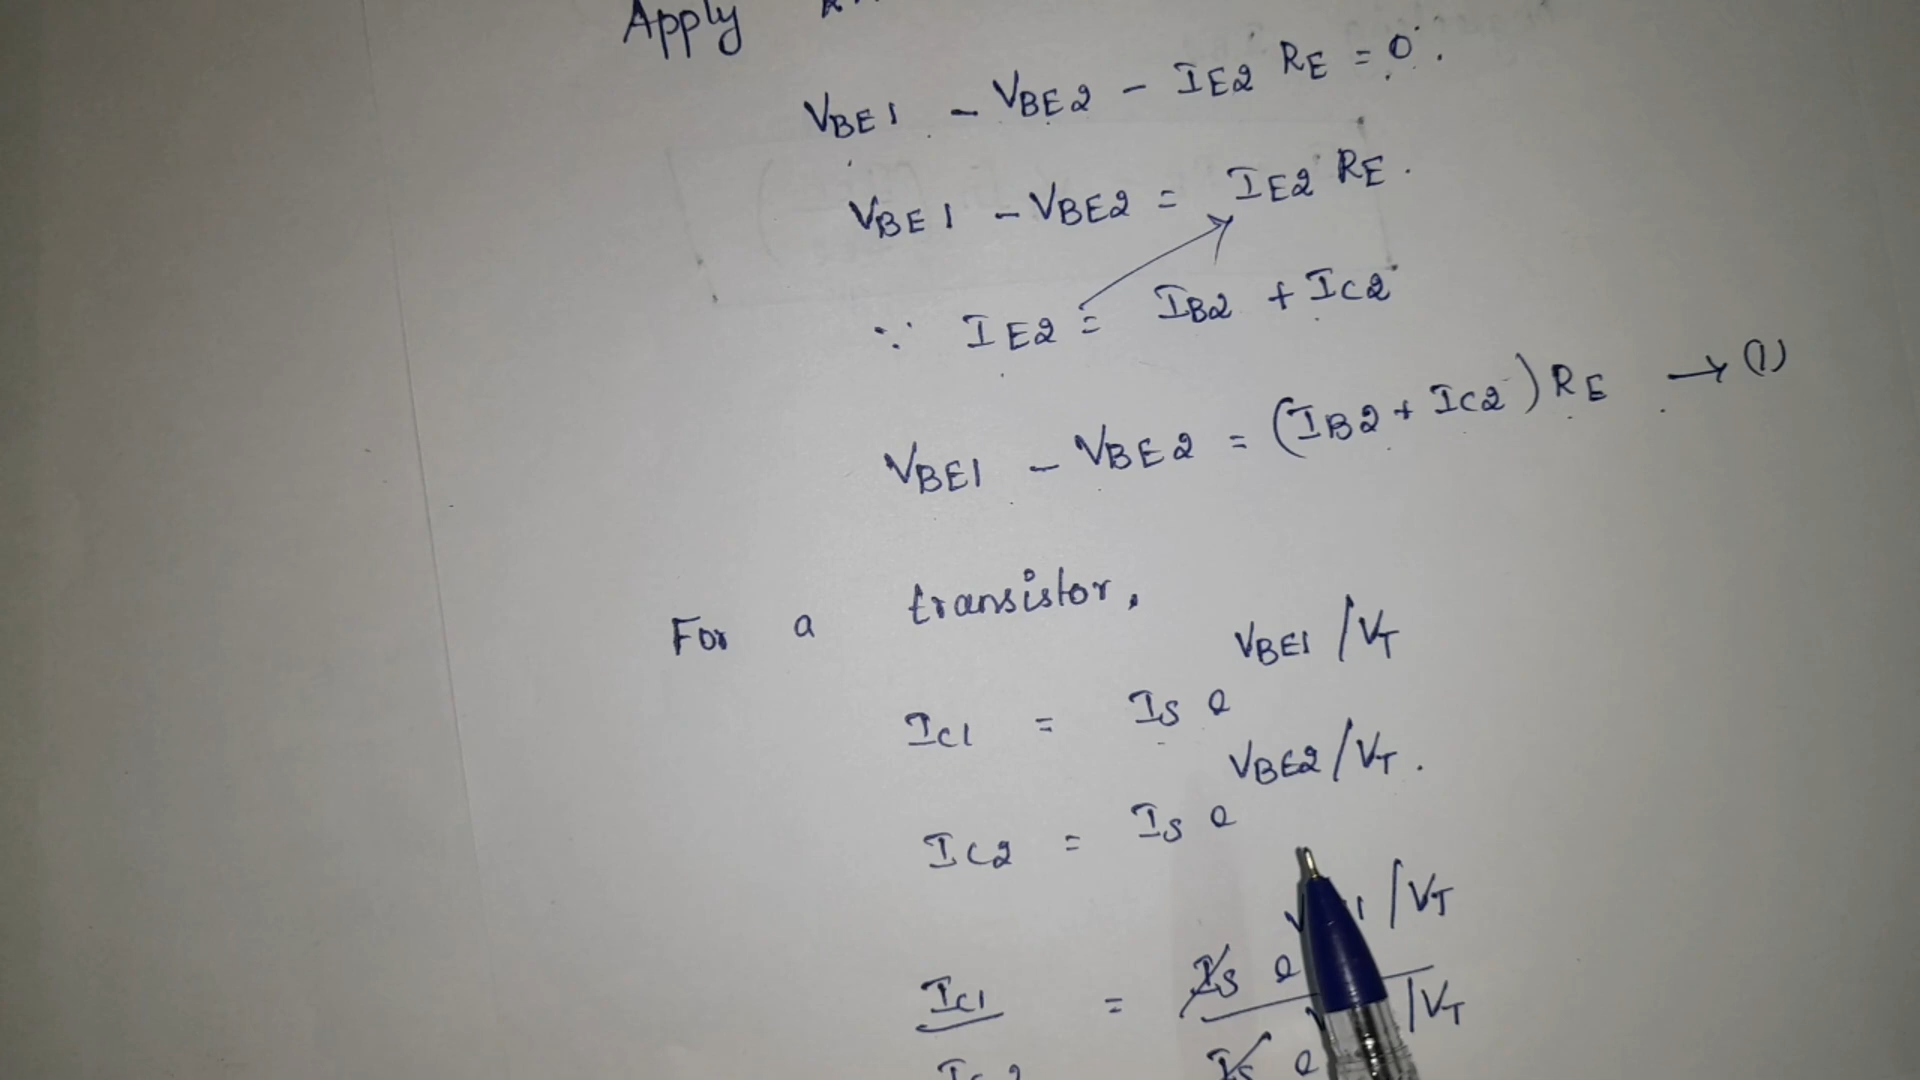 Apply
VBE1 - VBE2 - IE2 RE = 0.
VBE1 - VBE2 = IE2 RE.
∵ IE2 = IB2 + IC2
VBE1 - VBE2 = (IB2 + IC2) RE → (1)
For a transistor,
IC1 = IS e^VBE1/VT
IC2 = IS e^VBE2/VT.
IC1 = IS e /VT
IS e /VT